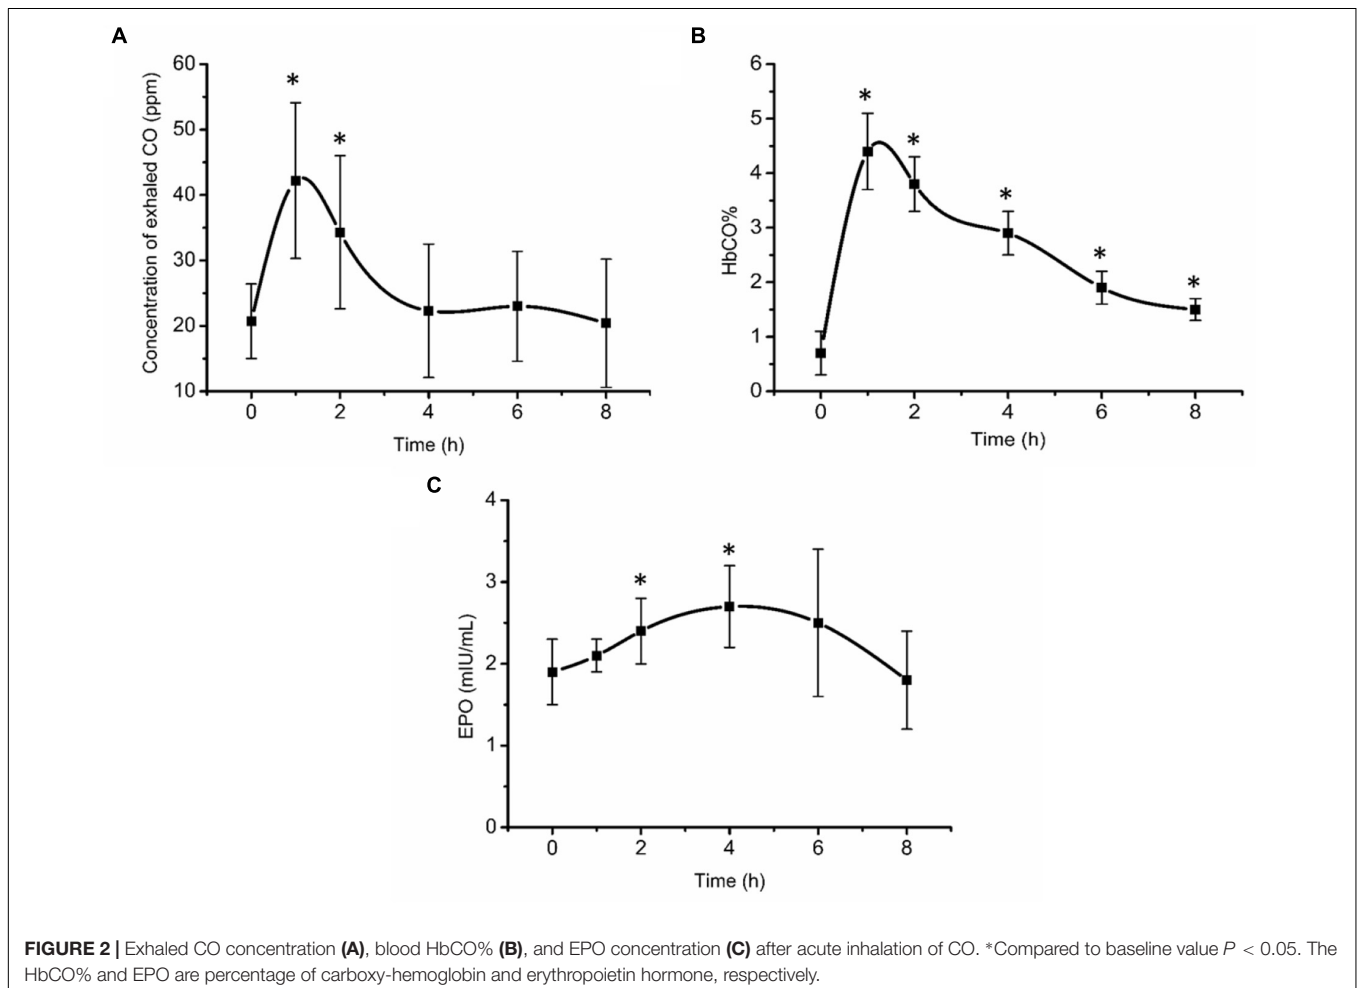 A
60
50
40
30
20
10
Concentration of exhaled CO (ppm)
*
*
0 2 4 6 8
Time (h)
B
6
5
4
3
2
1
0
HbCO%
*
*
*
*
*
0 2 4 6 8
Time (h)
C
4
3
2
1
0
EPO (mIU/mL)
*
*
0 2 4 6 8
Time (h)
FIGURE 2 | Exhaled CO concentration (A), blood HbCO% (B), and EPO concentration (C) after acute inhalation of CO. *Compared to baseline value P < 0.05. The
HbCO% and EPO are percentage of carboxy-hemoglobin and erythropoietin hormone, respectively.